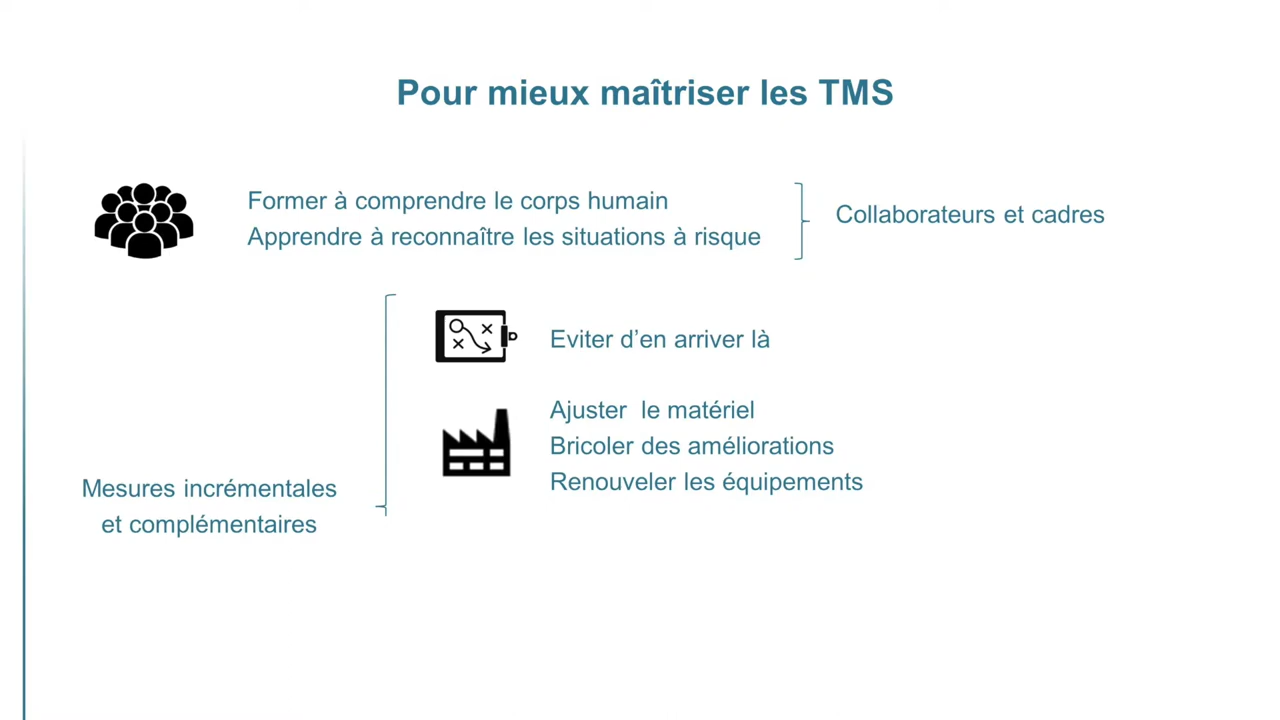 Pour mieux maîtriser les TMS
Former à comprendre le corps humain
Apprendre à reconnaître les situations à risque
Collaborateurs et cadres
Eviter d’en arriver là
Ajuster  le matériel
Bricoler des améliorations
Renouveler les équipements
Mesures incrémentales
et complémentaires